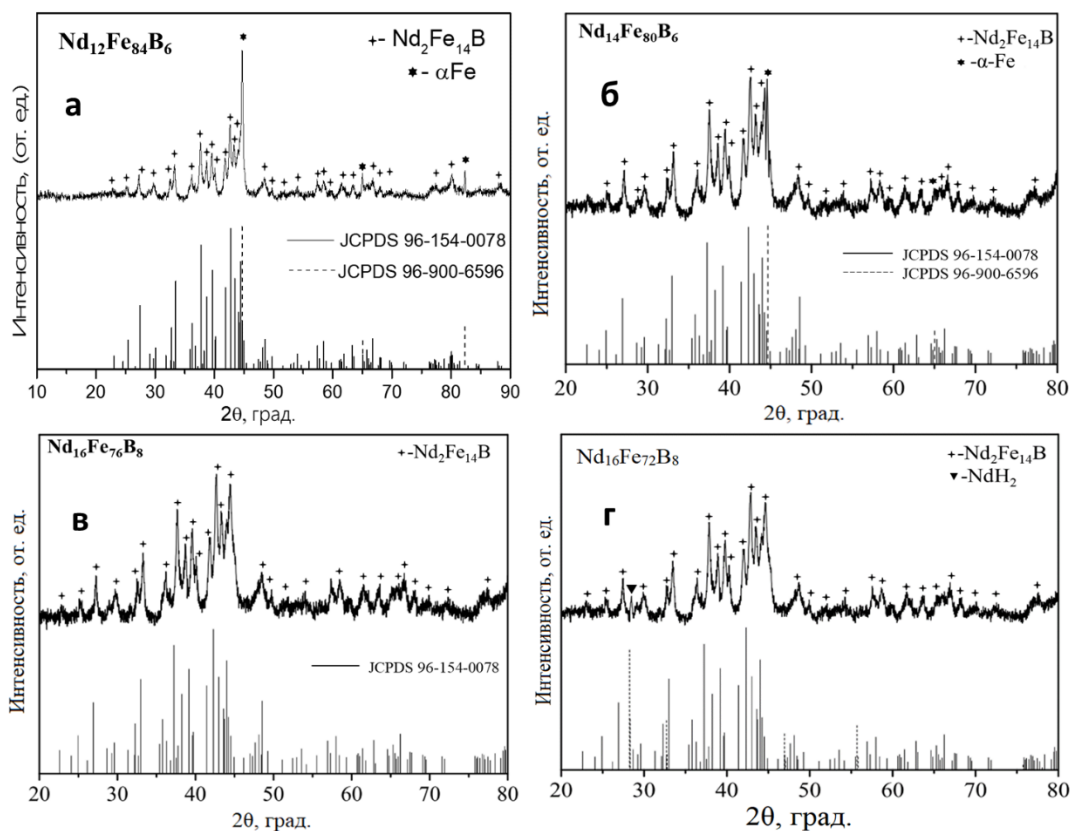 Nd₁₂Fe₈₄B₆
+- Nd₂Fe₁₄B
✱- αFe
а
Интенсивность, (от. ед.)
JCPDS 96-154-0078
JCPDS 96-900-6596
10 20 30 40 50 60 70 80 90
2θ, град.
Nd₁₄Fe₈₀B₆
+-Nd₂Fe₁₄B
✱ -α-Fe
б
Интенсивность, от. ед.
JCPDS 96-154-0078
JCPDS 96-900-6596
20 30 40 50 60 70 80
2θ, град.
Nd₁₆Fe₇₆B₈
+-Nd₂Fe₁₄B
в
Интенсивность, от. ед.
JCPDS 96-154-0078
20 30 40 50 60 70 80
2θ, град.
Nd₁₆Fe₇₂B₈
+-Nd₂Fe₁₄B
▼-NdH₂
г
Интенсивность, от. ед.
20 30 40 50 60 70 80
2θ, град.